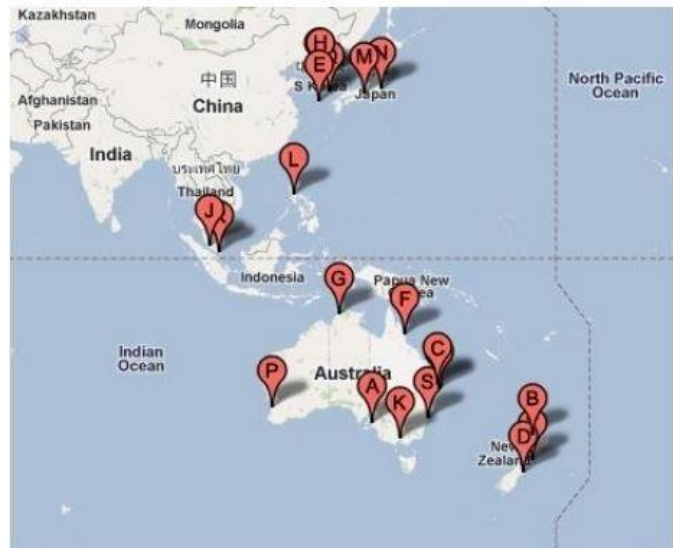 Kazakhstan
Mongolia
H
N
E
M
S Korea
Japan
中国
China
North Pacific
Ocean
Afghanistan
Pakistan
India
L
ประเทศไทย
Thailand
J
Indonesia
G
Papua New
F
Indian
Ocean
C
P
Australia
A
S
K
B
D
New
Zealand